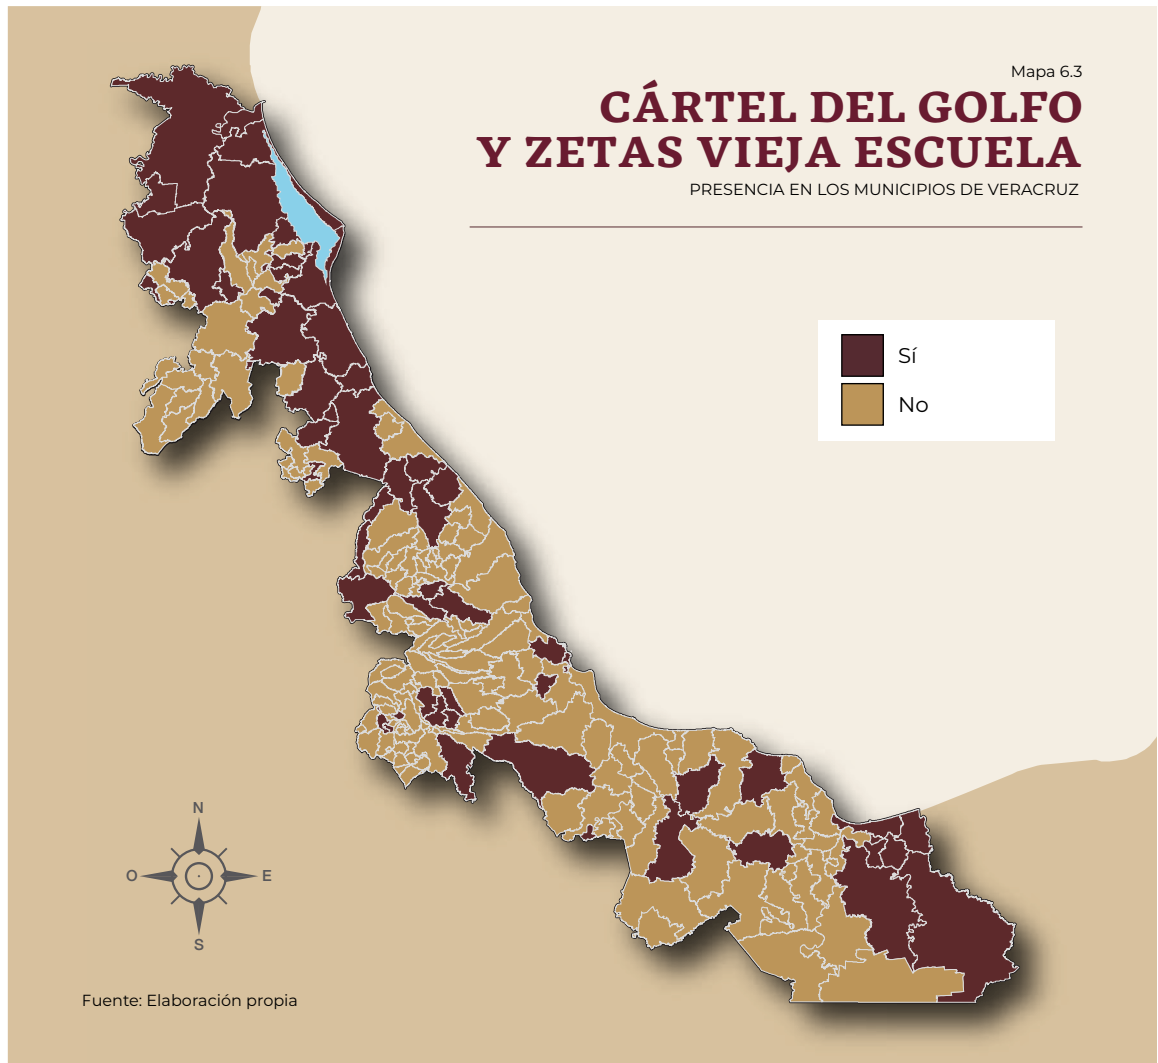 Mapa 6.3
CÁRTEL DEL GOLFO
Y ZETAS VIEJA ESCUELA
PRESENCIA EN LOS MUNICIPIOS DE VERACRUZ
Sí
No
N
O
E
S
Fuente: Elaboración propia